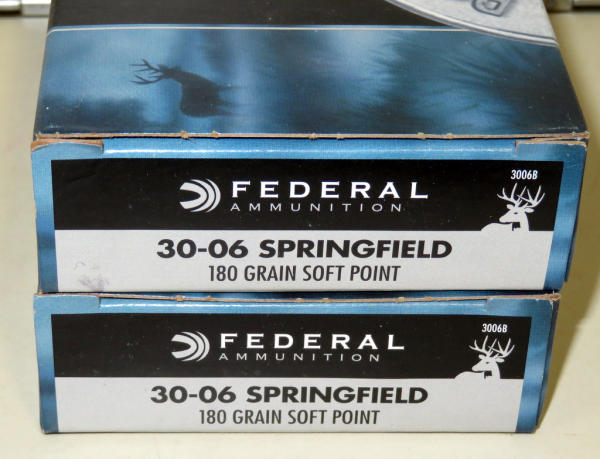 3006B
FEDERAL
AMMUNITION
30-06 SPRINGFIELD
180 GRAIN SOFT POINT
3006B
FEDERAL
AMMUNITION
30-06 SPRINGFIELD
180 GRAIN SOFT POINT